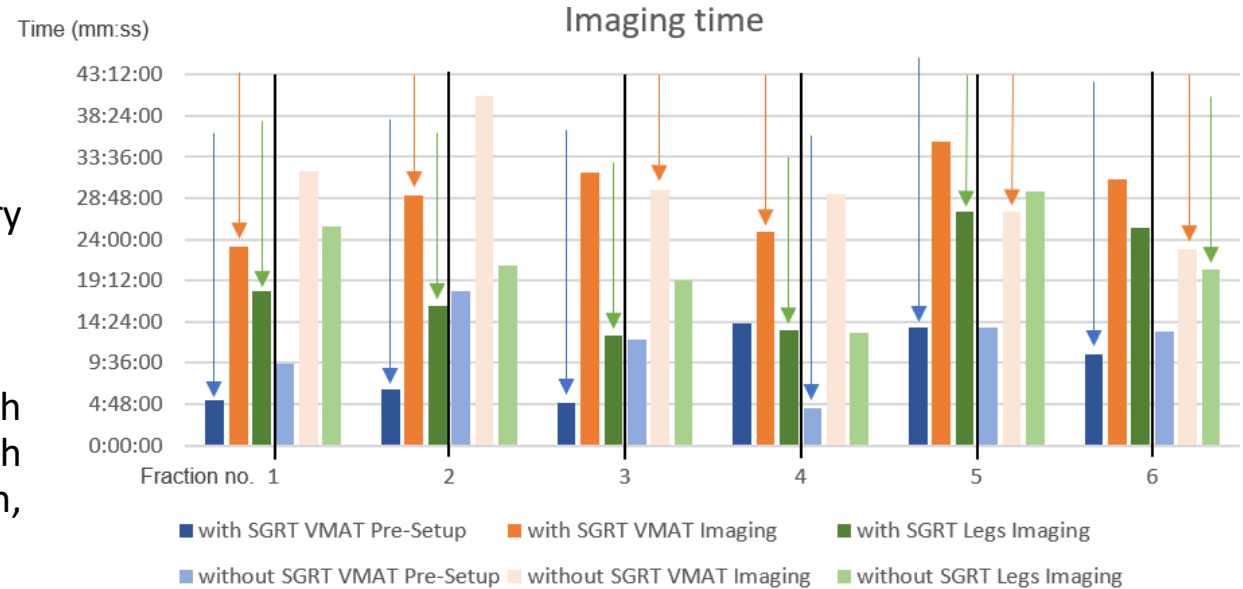 Imaging time
Time (mm:ss)
43:12:00
38:24:00
33:36:00
28:48:00
24:00:00
19:12:00
14:24:00
9:36:00
4:48:00
0:00:00
ry
h
h
n,
Fraction no. 1 2 3 4 5 6
with SGRT VMAT Pre-Setup with SGRT VMAT Imaging with SGRT Legs Imaging
without SGRT VMAT Pre-Setup without SGRT VMAT Imaging without SGRT Legs Imaging